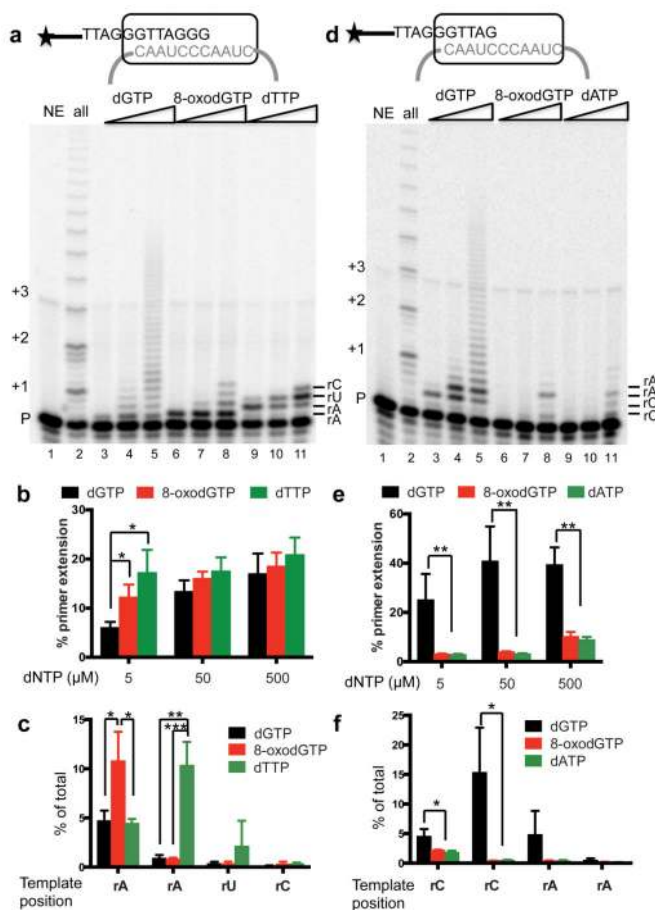 a
TTAGGGTTAGGG
CAAUCCCAAUC
dGTP 8-oxodGTP dTTP
NE all
+3
+2
+1
P
rC
rU
rA
rA
1 2 3 4 5 6 7 8 9 10 11
b
dGTP 8-oxodGTP dTTP
% primer extension
30
20
10
0
* *
dNTP (µM) 5 50 500
c
dGTP
8-oxodGTP
dTTP
% of total
15
10
5
0
* * ** ***
Template position rA rA rU rC
d
TTAGGGTTAG
CAAUCCCAAUC
dGTP 8-oxodGTP dATP
NE all
+3
+2
+1
P
rA
rA
rC
rC
1 2 3 4 5 6 7 8 9 10 11
e
dGTP 8-oxodGTP dATP
% primer extension
60
40
20
0
** ** **
dNTP (µM) 5 50 500
f
dGTP
8-oxodGTP
dATP
% of total
25
20
15
10
5
0
* *
Template position rC rC rA rA